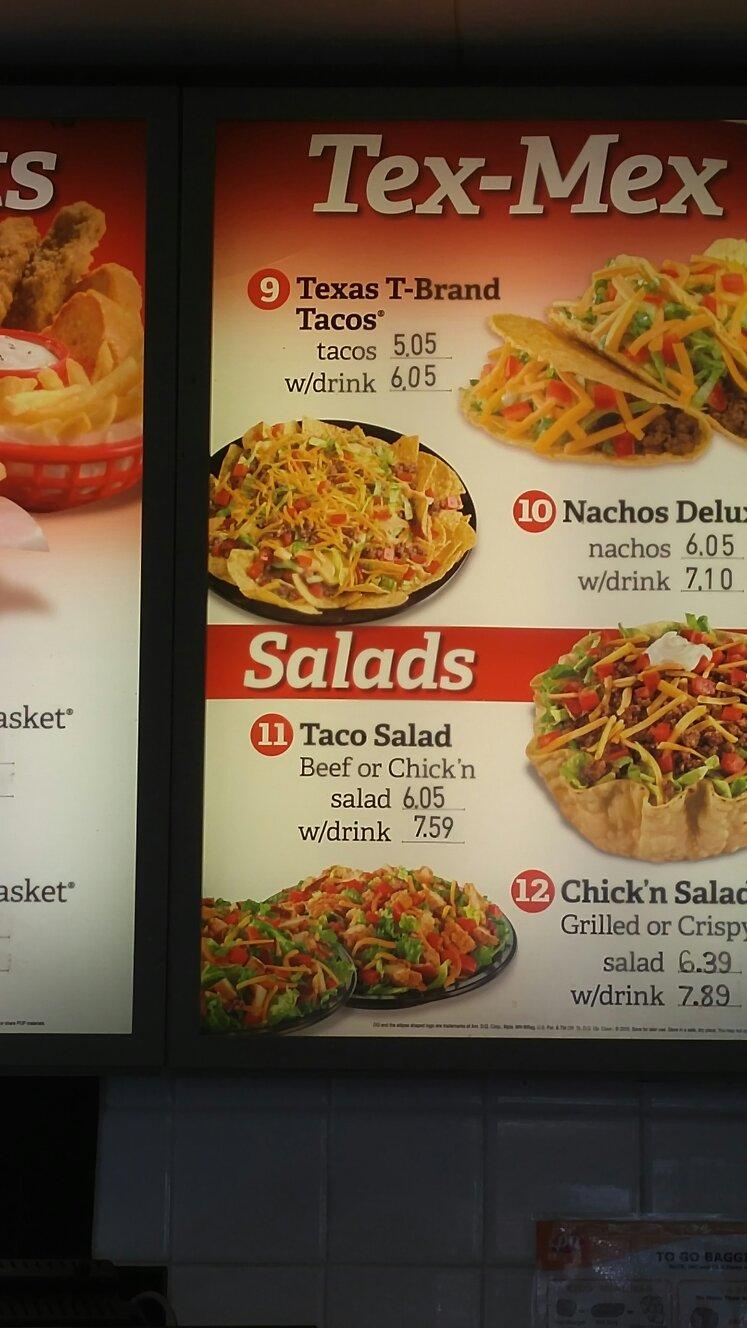 ts
asket®
asket®
Tex-Mex
9 Texas T-Brand
Tacos®
tacos 5.05
w/drink 6.05
10 Nachos Delux
nachos 6.05
w/drink 7.10
Salads
11 Taco Salad
Beef or Chick'n
salad 6.05
w/drink 7.59
12 Chick'n Salad
Grilled or Crispy
salad 6.39
w/drink 7.89
TO GO BAGG